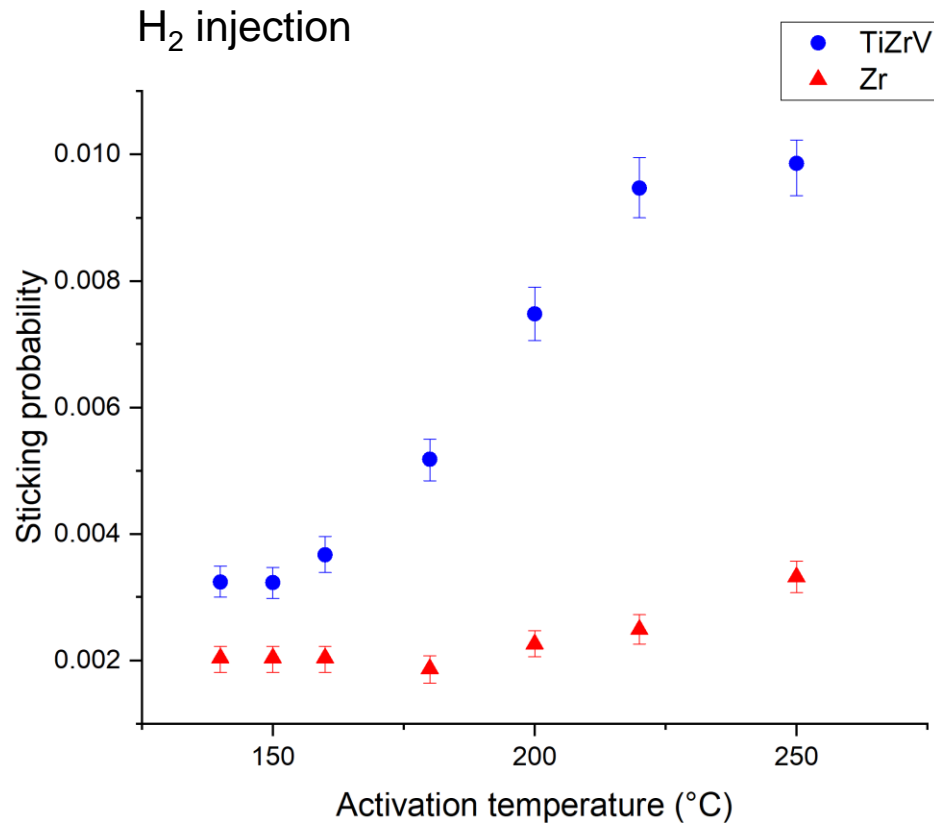 H₂ injection
TiZrV
Zr
0.010
0.008
0.006
0.004
0.002
Sticking probability
150
200
250
Activation temperature (°C)